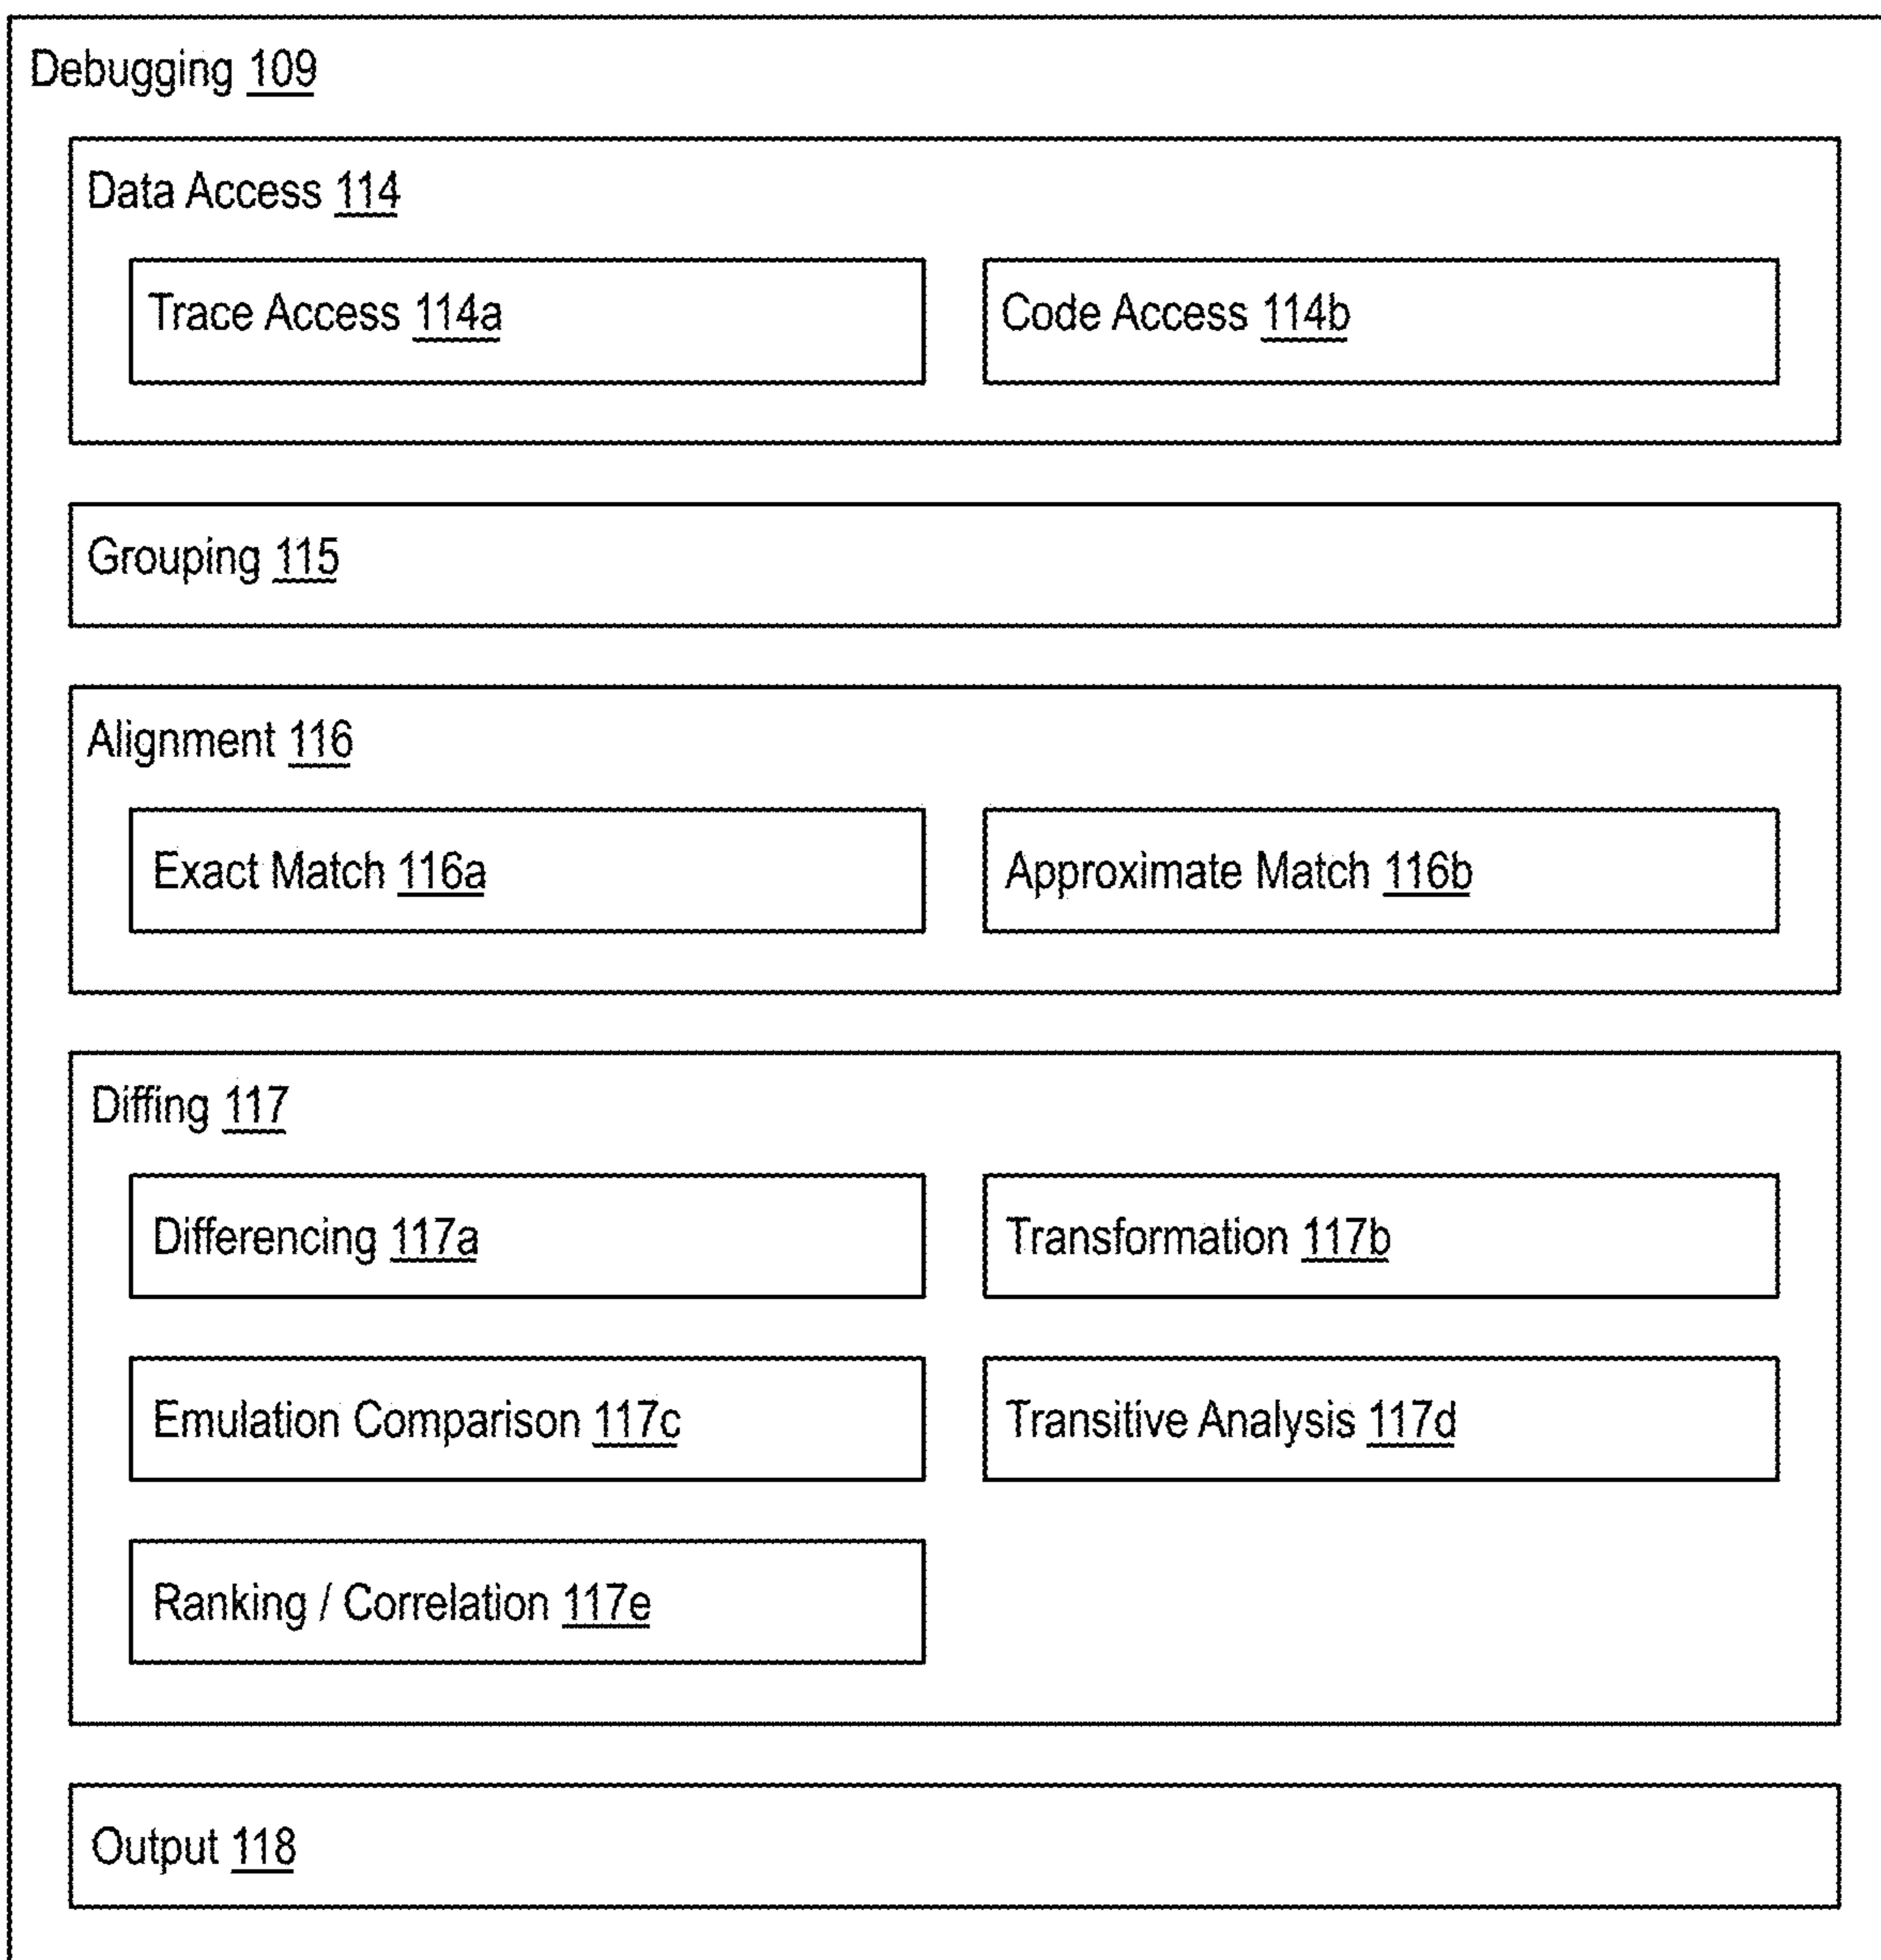 Debugging 109
Data Access 114
Trace Access 114a
Code Access 114b
Grouping 115
Alignment 116
Exact Match 116a
Approximate Match 116b
Diffing 117
Differencing 117a
Transformation 117b
Emulation Comparison 117c
Transitive Analysis 117d
Ranking / Correlation 117e
Output 118